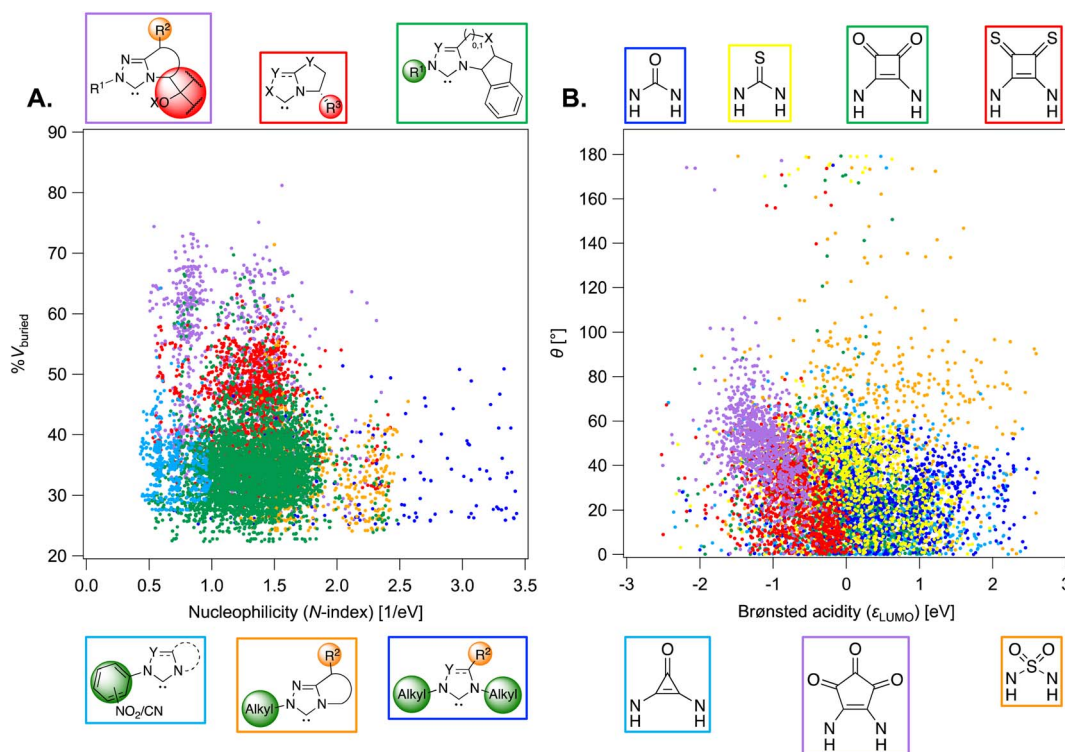 A.
R²
N
N
N
R¹
XO
Y
Y
X
N
R³
( )0,1
X
Y
R¹
N
N
B.
O
N
N
H
H
S
N
N
H
H
O
O
N
N
H
H
S
S
N
N
H
H
90
80
70
60
50
40
30
20
%Vburied
0.0 0.5 1.0 1.5 2.0 2.5 3.0 3.5
Nucleophilicity (N-index) [1/eV]
180
160
140
120
100
80
60
40
20
0
θ [°]
-3 -2 -1 0 1 2 3
Brønsted acidity (εLUMO) [eV]
Y
N
N
NO₂/CN
R²
N
N
N
Alkyl
R²
Y
N
N
Alkyl
Alkyl
O
N
N
H
H
O
O
O
N
N
H
H
O
O
S
N
N
H
H